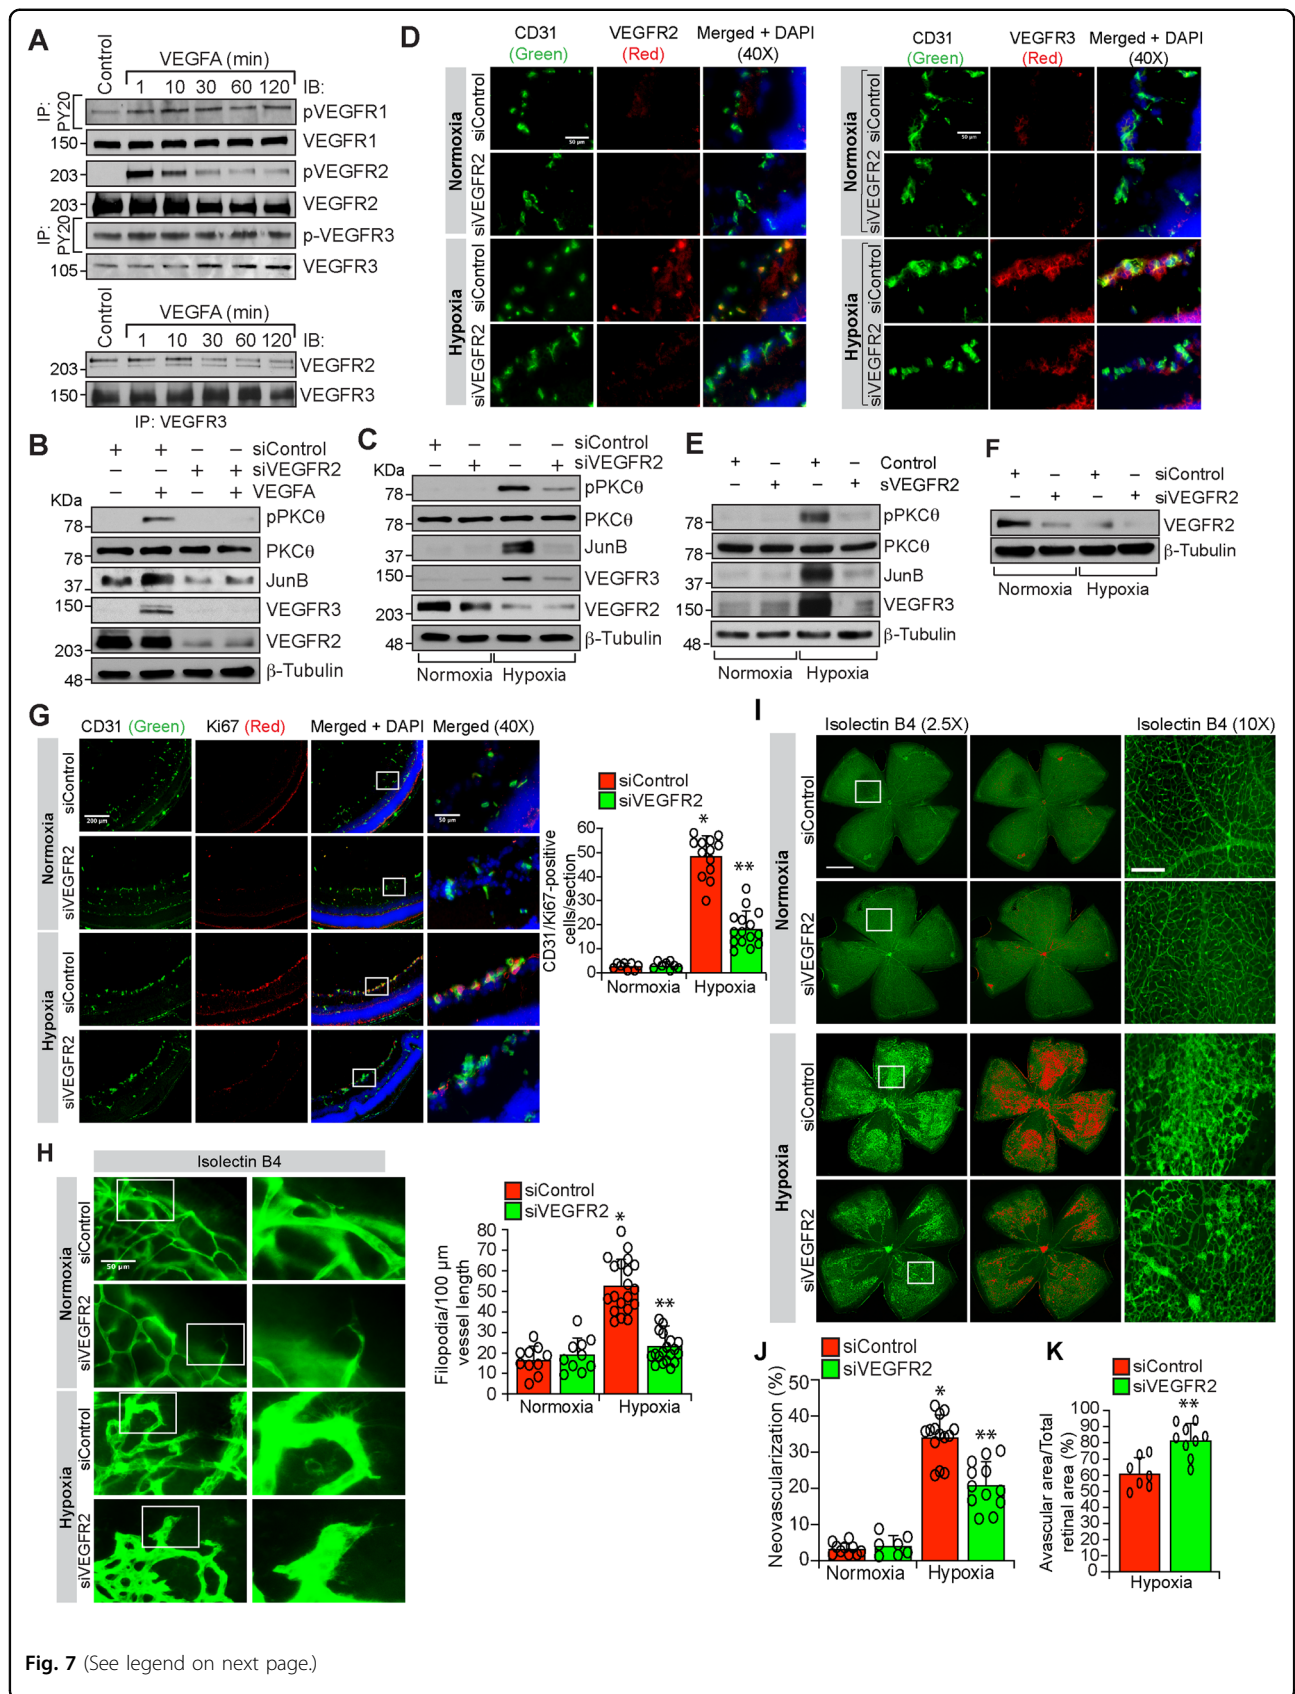 A
Control
VEGFA (min)
1 10 30 60 120 IB:
IP: PY20
pVEGFR1
150 VEGFR1
203 pVEGFR2
203 VEGFR2
IP: PY20
p-VEGFR3
105 VEGFR3
Control
VEGFA (min)
1 10 30 60 120 IB:
203 VEGFR2
150 VEGFR3
IP: VEGFR3
B
+ + – – siControl
– – + + siVEGFR2
– + – + VEGFA
KDa
78 pPKCθ
78 PKCθ
37 JunB
150 VEGFR3
203 VEGFR2
48 β-Tubulin
C
+ – – – siControl
– + – + siVEGFR2
KDa
78 pPKCθ
78 PKCθ
37 JunB
150 VEGFR3
203 VEGFR2
48 β-Tubulin
Normoxia Hypoxia
D
CD31 (Green)
VEGFR2 (Red)
Merged + DAPI (40X)
Normoxia
siControl
siVEGFR2
Hypoxia
siControl
siVEGFR2
50 µm
CD31 (Green)
VEGFR3 (Red)
Merged + DAPI (40X)
Normoxia
siControl
siVEGFR2
Hypoxia
siControl
siVEGFR2
50 µm
E
+ – + – Control
– + – + sVEGFR2
78 pPKCθ
78 PKCθ
37 JunB
150 VEGFR3
48 β-Tubulin
Normoxia Hypoxia
F
+ – + – siControl
– + – + siVEGFR2
VEGFR2
β-Tubulin
Normoxia Hypoxia
G
CD31 (Green) Ki67 (Red) Merged + DAPI Merged (40X)
Normoxia
siControl
siVEGFR2
Hypoxia
siControl
siVEGFR2
200 µm
50 µm
siControl
siVEGFR2
CD31/Ki67-positive
cells/section
60
50
40
30
20
10
0
*
**
Normoxia Hypoxia
H
Isolectin B4
Normoxia
siControl
siVEGFR2
Hypoxia
siControl
siVEGFR2
50 µm
siControl
siVEGFR2
Filopodia/100 µm
vessel length
80
70
60
50
40
30
20
10
0
*
**
Normoxia Hypoxia
I
Isolectin B4 (2.5X) Isolectin B4 (10X)
Normoxia
siControl
siVEGFR2
Hypoxia
siControl
siVEGFR2
J
siControl
siVEGFR2
Neovascularization (%)
50
40
30
20
10
0
*
**
Normoxia Hypoxia
K
siControl
siVEGFR2
Avascular area/Total
retinal area (%)
100
90
80
70
60
50
40
30
20
10
0
**
Hypoxia
Fig. 7 (See legend on next page.)